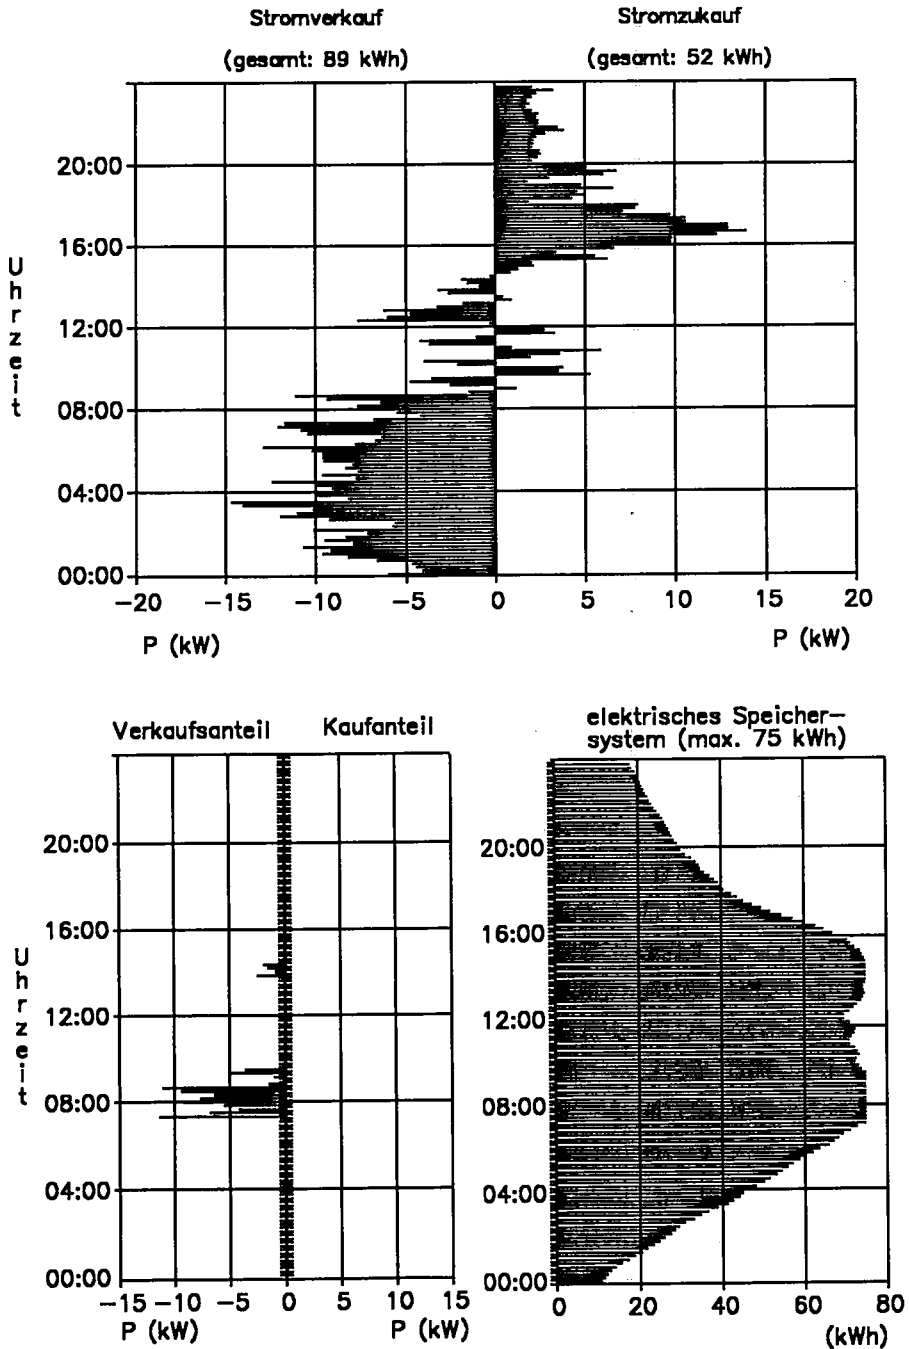 Stromverkauf Stromzukauf
(gesamt: 89 kWh) (gesamt: 52 kWh)
20:00
16:00
12:00
08:00
04:00
00:00
Uhrzeit
−20 −15 −10 −5 0 5 10 15 20
P (kW) P (kW)
Verkaufsanteil Kaufanteil
20:00
16:00
12:00
08:00
04:00
00:00
Uhrzeit
−15 −10 −5 0 5 10 15
P (kW) P (kW)
elektrisches Speicher−
system (max. 75 kWh)
20:00
16:00
12:00
08:00
04:00
00:00
0 20 40 60 80
(kWh)